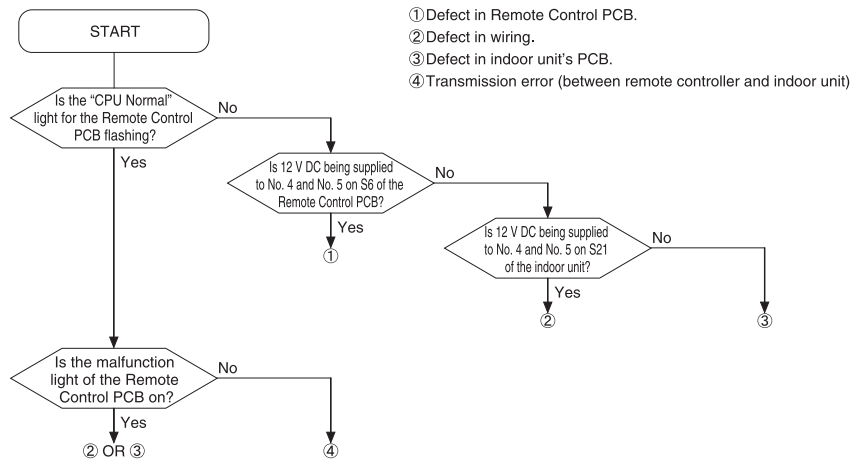 START
①Defect in Remote Control PCB.
②Defect in wiring.
③Defect in indoor unit's PCB.
④Transmission error (between remote controller and indoor unit)
Is the “CPU Normal”
light for the Remote Control
PCB flashing?
No
Yes
Is 12 V DC being supplied
to No. 4 and No. 5 on S6 of the
Remote Control PCB?
No
Yes
①
Is 12 V DC being supplied
to No. 4 and No. 5 on S21
of the indoor unit?
No
Yes
②
③
Is the malfunction
light of the Remote
Control PCB on?
No
Yes
② OR ③
④